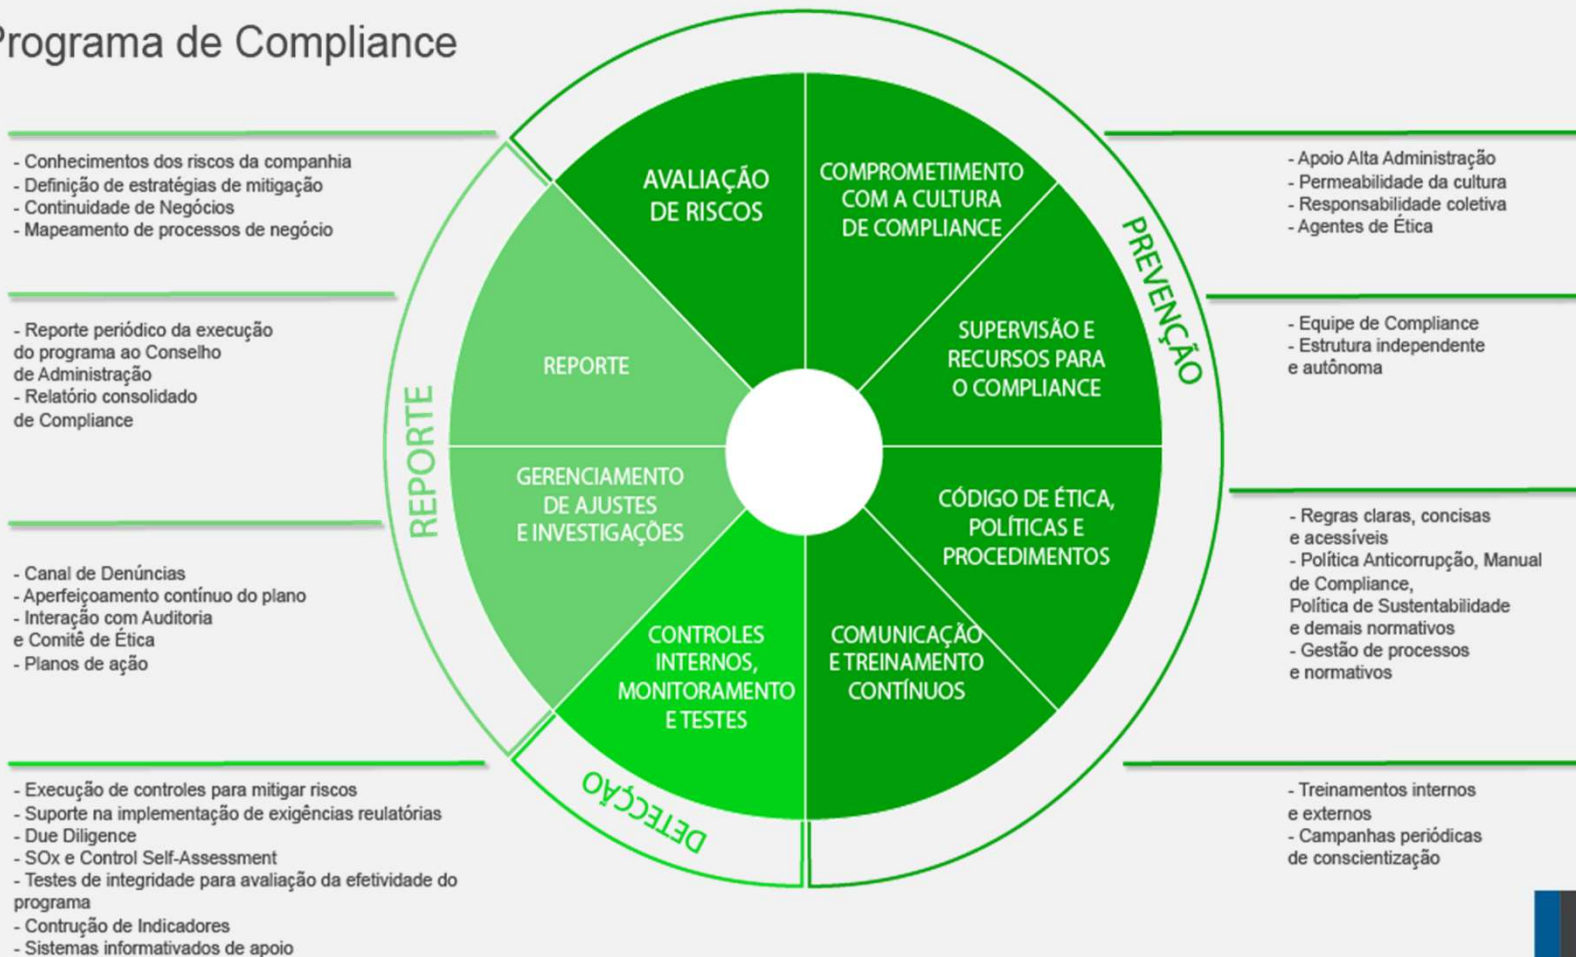 Programa de Compliance
- Conhecimentos dos riscos da companhia
- Definição de estratégias de mitigação
- Continuidade de Negócios
- Mapeamento de processos de negócio
- Reporte periódico da execução
do programa ao Conselho
de Administração
- Relatório consolidado
de Compliance
- Canal de Denúncias
- Aperfeiçoamento contínuo do plano
- Interação com Auditoria
e Comitê de Ética
- Planos de ação
- Execução de controles para mitigar riscos
- Suporte na implementação de exigências reulatórias
- Due Diligence
- SOx e Control Self-Assessment
- Testes de integridade para avaliação da efetividade do
programa
- Contrução de Indicadores
- Sistemas informativados de apoio
REPORTE
DETECÇÃO
PREVENÇÃO
AVALIAÇÃO
DE RISCOS
COMPROMETIMENTO
COM A CULTURA
DE COMPLIANCE
SUPERVISÃO E
RECURSOS PARA
O COMPLIANCE
CÓDIGO DE ÉTICA,
POLÍTICAS E
PROCEDIMENTOS
COMUNICAÇÃO
E TREINAMENTO
CONTÍNUOS
CONTROLES
INTERNOS,
MONITORAMENTO
E TESTES
GERENCIAMENTO
DE AJUSTES
E INVESTIGAÇÕES
REPORTE
- Apoio Alta Administração
- Permeabilidade da cultura
- Responsabilidade coletiva
- Agentes de Ética
- Equipe de Compliance
- Estrutura independente
e autônoma
- Regras claras, concisas
e acessíveis
- Política Anticorrupção, Manual
de Compliance,
Política de Sustentabilidade
e demais normativos
- Gestão de processos
e normativos
- Treinamentos internos
e externos
- Campanhas periódicas
de conscientização